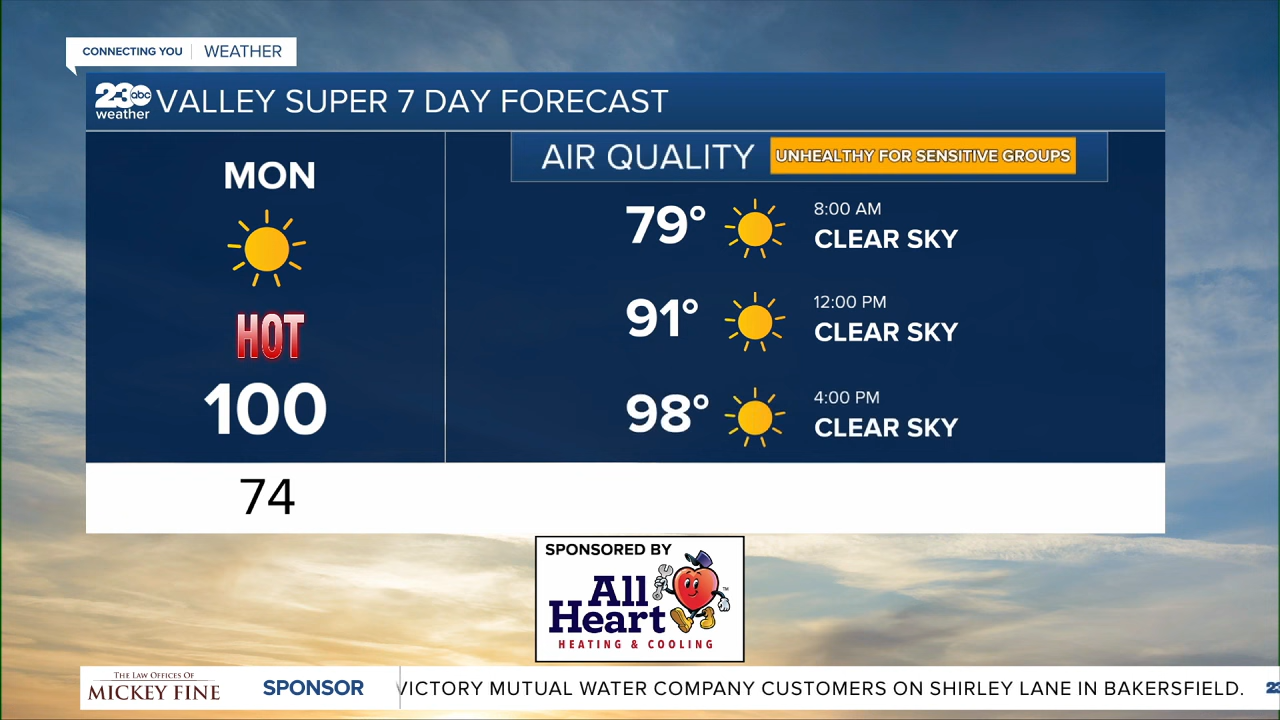 CONNECTING YOU | WEATHER
23 abc
weather
VALLEY SUPER 7 DAY FORECAST
MON
HOT
100
74
AIR QUALITY
UNHEALTHY FOR SENSITIVE GROUPS
79°
8:00 AM
CLEAR SKY
91°
12:00 PM
CLEAR SKY
98°
4:00 PM
CLEAR SKY
SPONSORED BY
All
Heart
™
HEATING & COOLING
THE LAW OFFICES OF
MICKEY FINE
SPONSOR
VICTORY MUTUAL WATER COMPANY CUSTOMERS ON SHIRLEY LANE IN BAKERSFIELD.